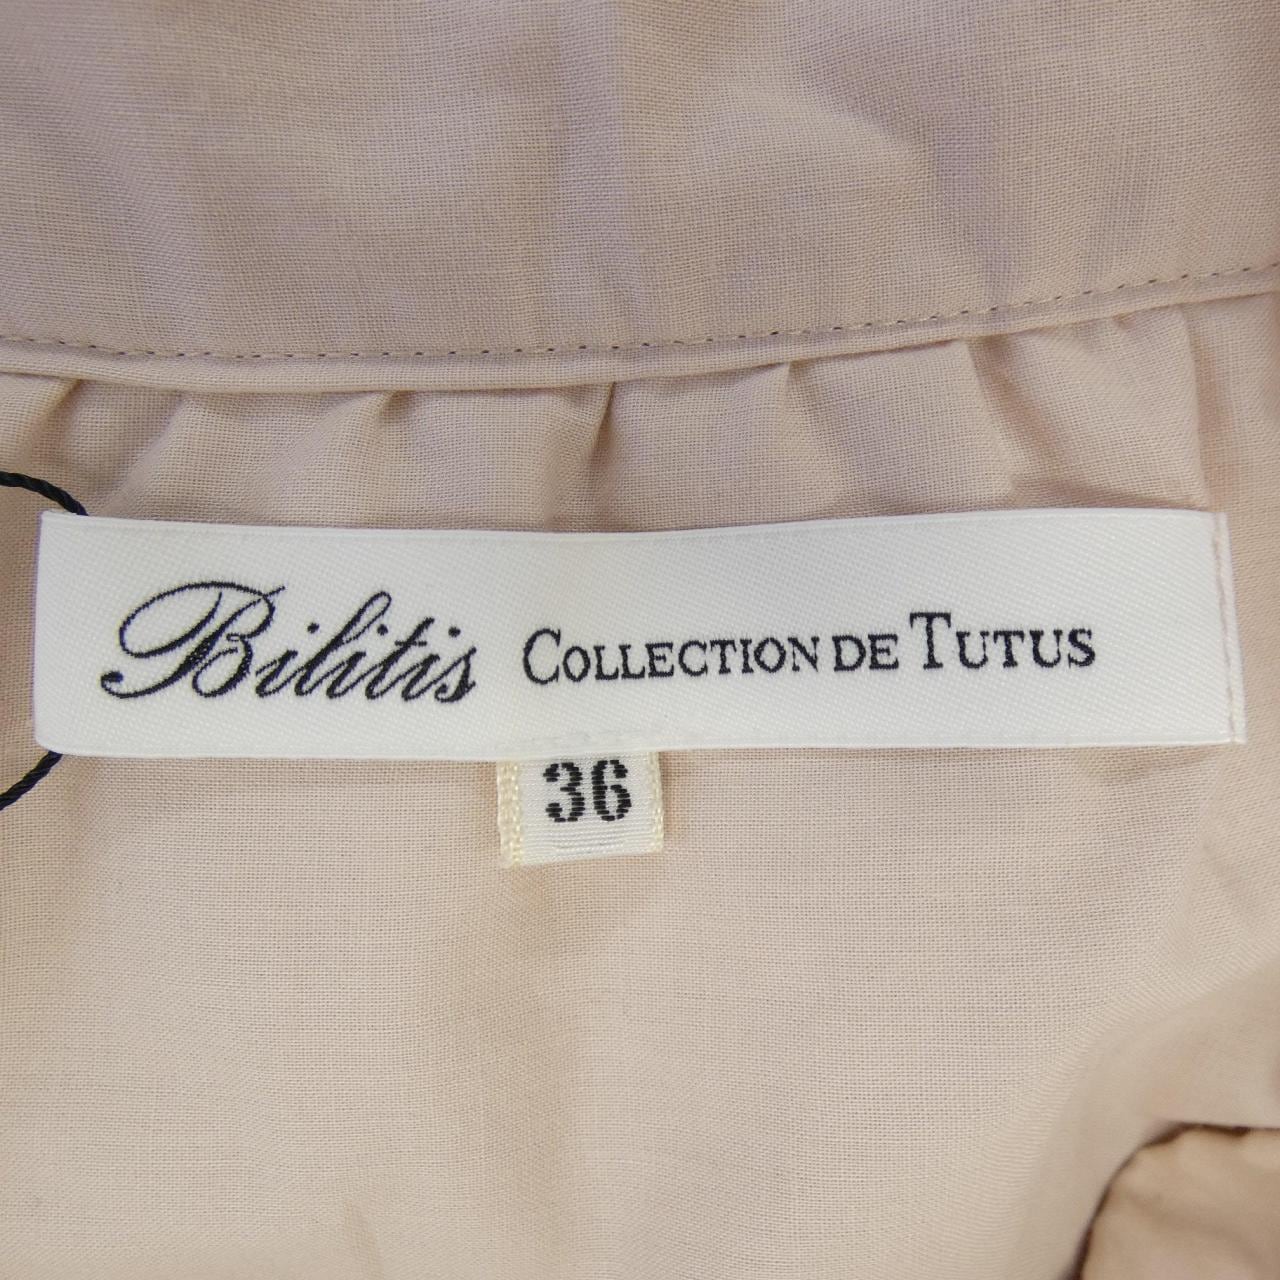 Bilitis COLLECTION DE TUTUS
36